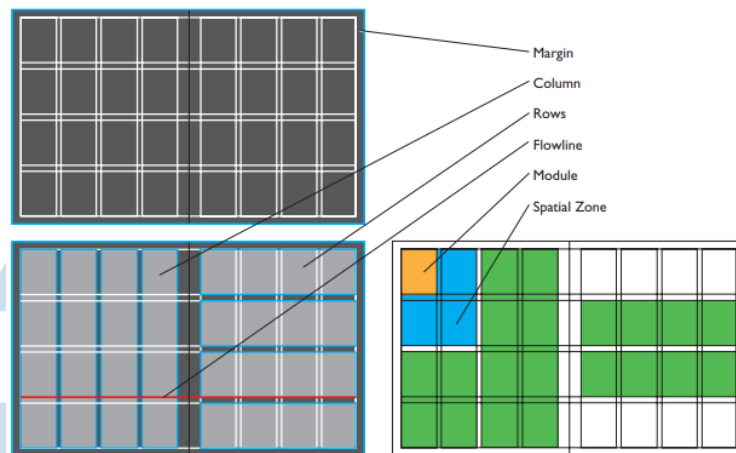 Margin
Column
Rows
Flowline
Module
Spatial Zone